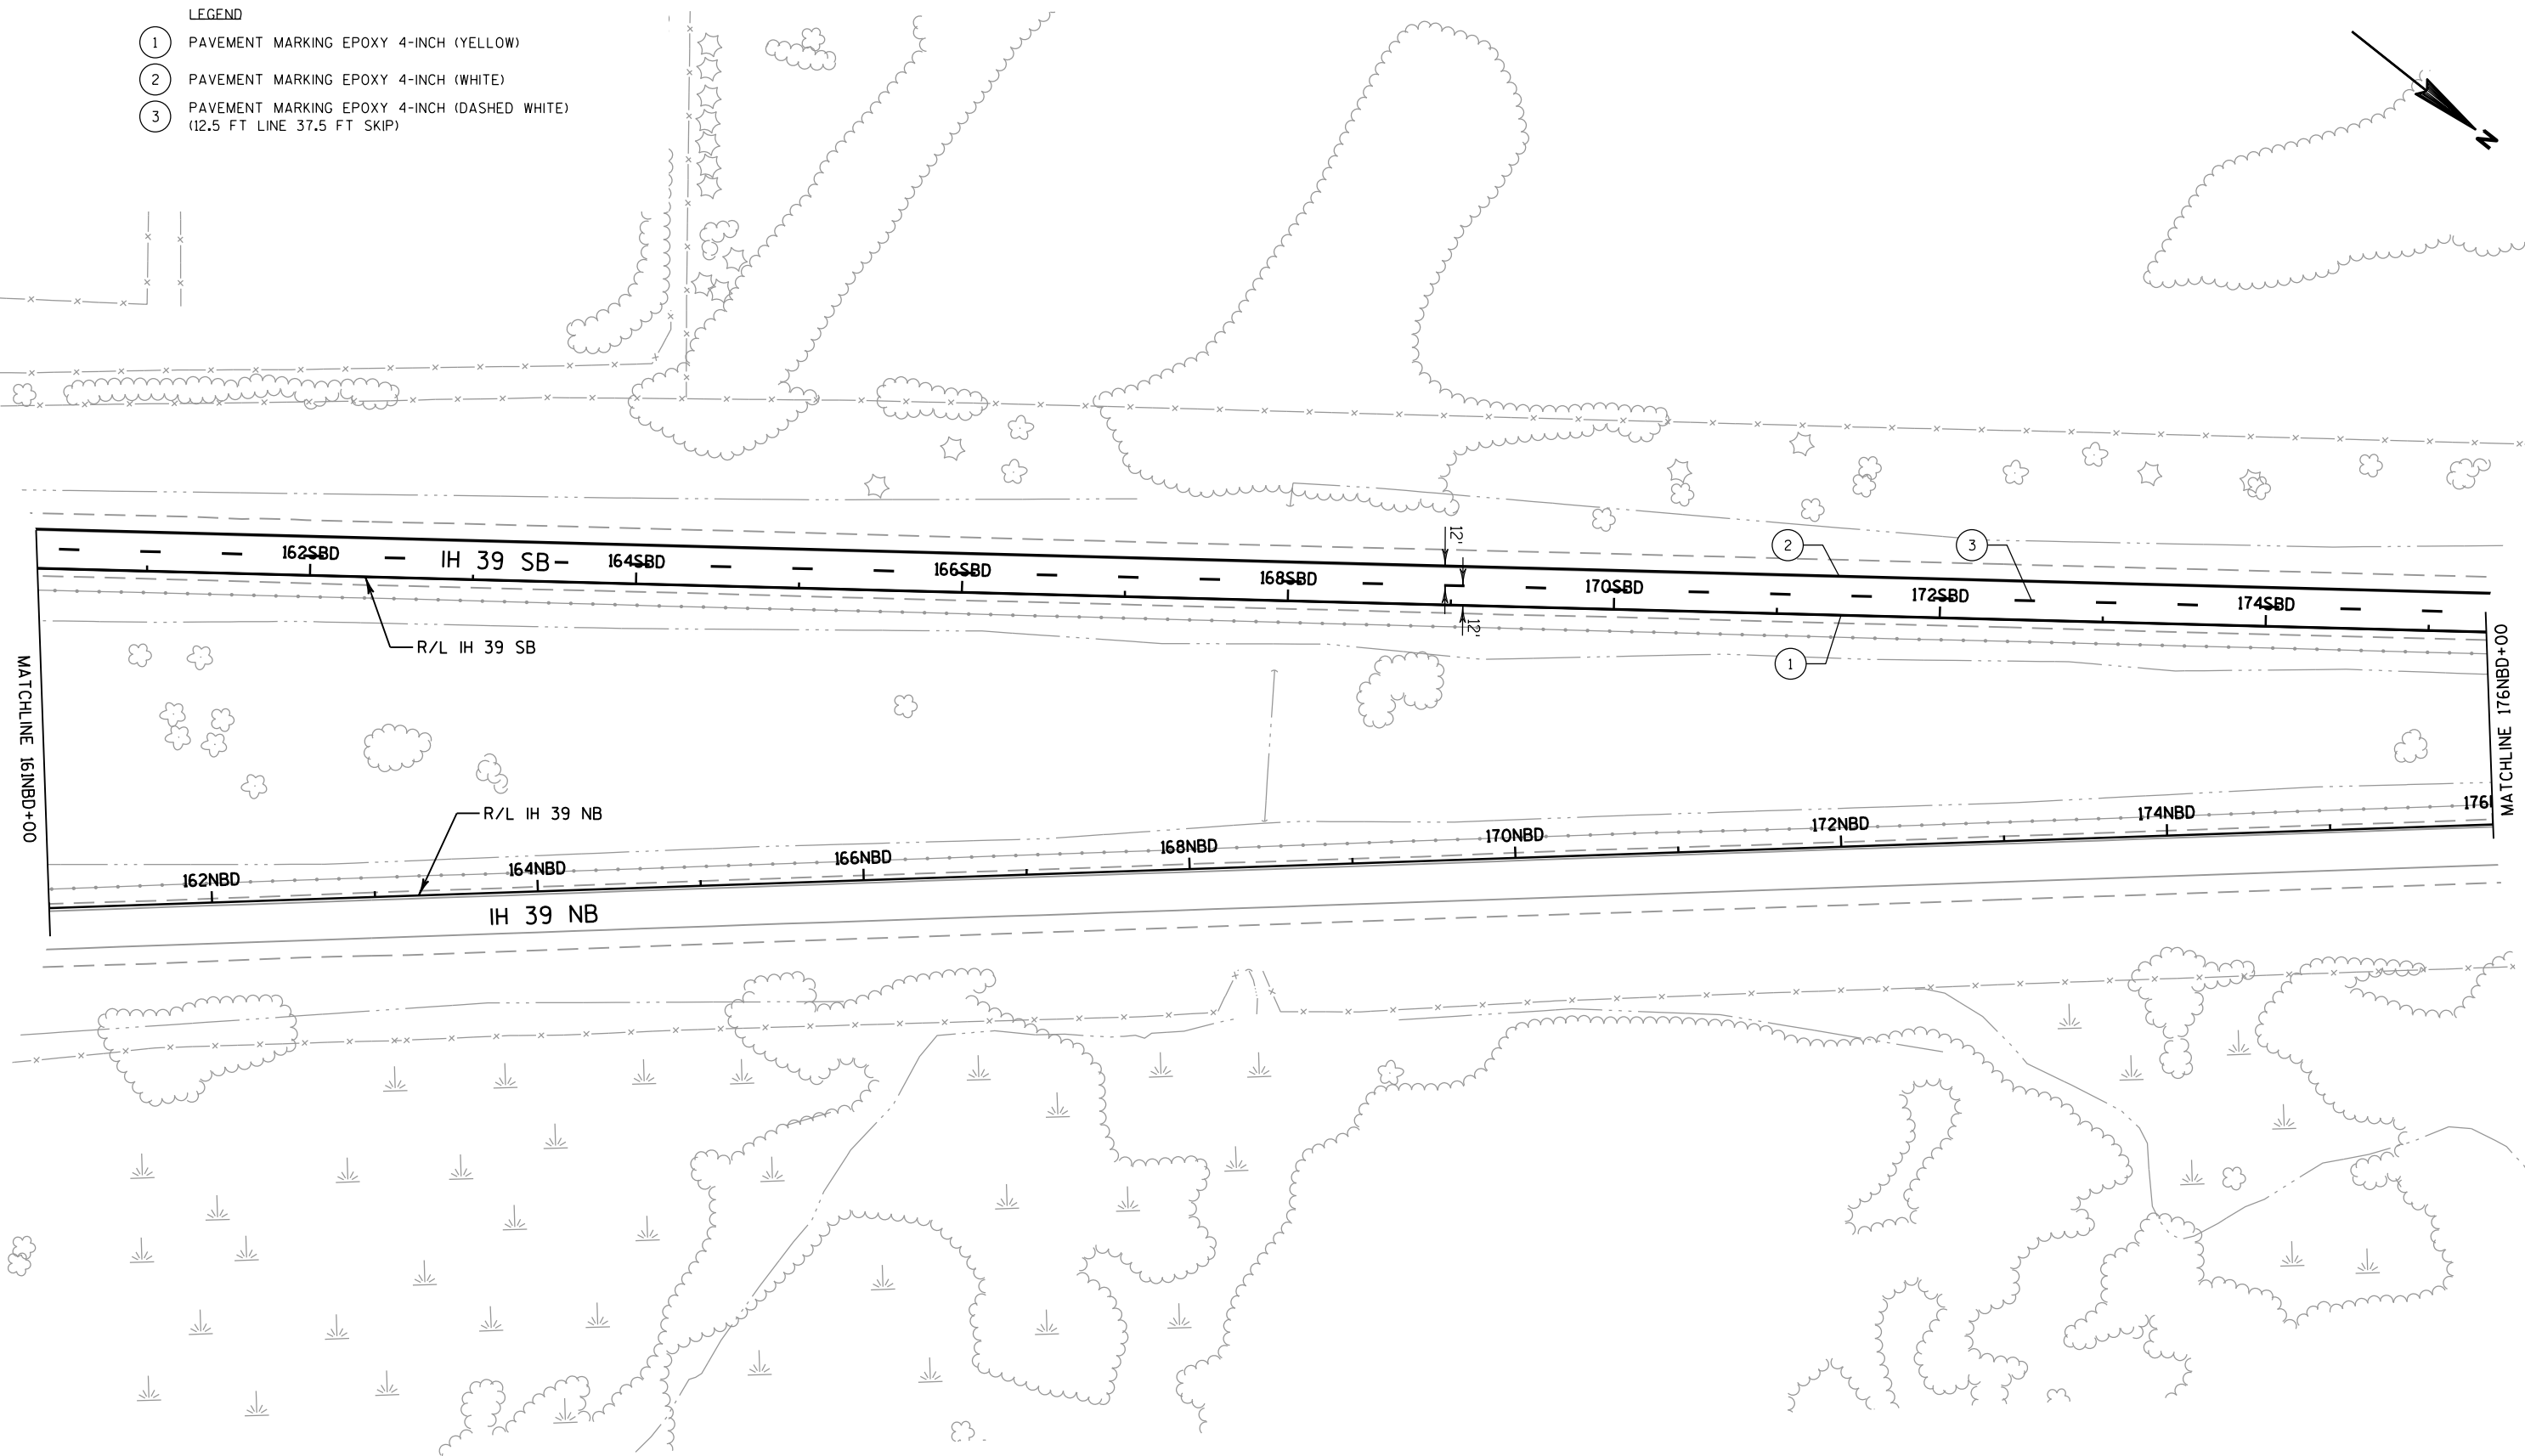 LEGEND
1 PAVEMENT MARKING EPOXY 4-INCH (YELLOW)
2 PAVEMENT MARKING EPOXY 4-INCH (WHITE)
3 PAVEMENT MARKING EPOXY 4-INCH (DASHED WHITE)
(12.5 FT LINE 37.5 FT SKIP)
N
12'
2
3
162SBD
IH 39 SB
164SBD
166SBD
168SBD
170SBD
172SBD
174SBD
12'
R/L IH 39 SB
1
MATCHLINE 161NBD+00
MATCHLINE 176NBD+00
R/L IH 39 NB
162NBD
164NBD
166NBD
168NBD
170NBD
172NBD
174NBD
176
IH 39 NB